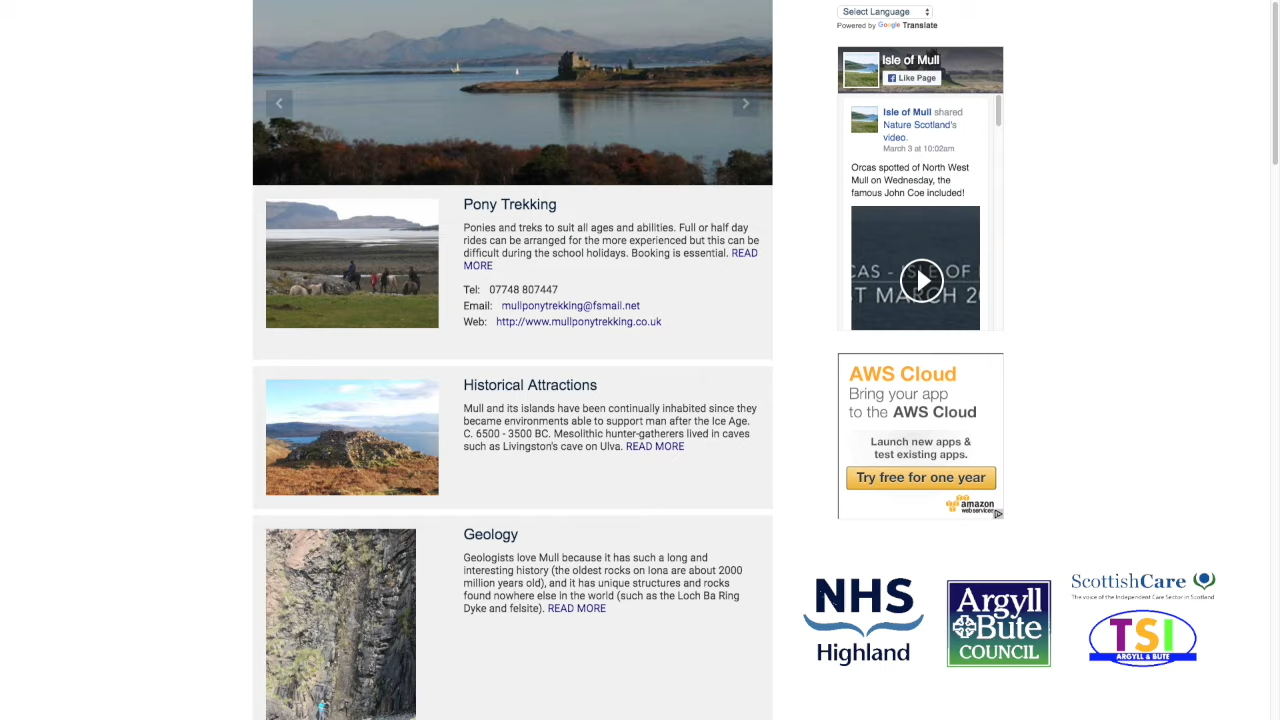 Select Language
Powered by Google Translate
Isle of Mull
Like Page
Isle of Mull shared
Nature Scotland's
video.
March 3 at 10:02am
Orcas spotted of North West
Mull on Wednesday, the
famous John Coe included!
CAS - ISLE OF
ST MARCH 20
Pony Trekking
Ponies and treks to suit all ages and abilities. Full or half day
rides can be arranged for the more experienced but this can be
difficult during the school holidays. Booking is essential. READ
MORE
Tel: 07748 807447
Email: mullponytrekking@fsmail.net
Web: http://www.mullponytrekking.co.uk
Historical Attractions
Mull and its islands have been continually inhabited since they
became environments able to support man after the Ice Age.
C. 6500 - 3500 BC. Mesolithic hunter-gatherers lived in caves
such as Livingston's cave on Ulva. READ MORE
Geology
Geologists love Mull because it has such a long and
interesting history (the oldest rocks on Iona are about 2000
million years old), and it has unique structures and rocks
found nowhere else in the world (such as the Loch Ba Ring
Dyke and felsite). READ MORE
AWS Cloud
Bring your app
to the AWS Cloud
Launch new apps &
test existing apps.
Try free for one year
amazon
web services
NHS
Highland
Argyll
&Bute
COUNCIL
ScottishCare
The voice of the Independent Care Sector in Scotland
TSI
ARGYLL & BUTE